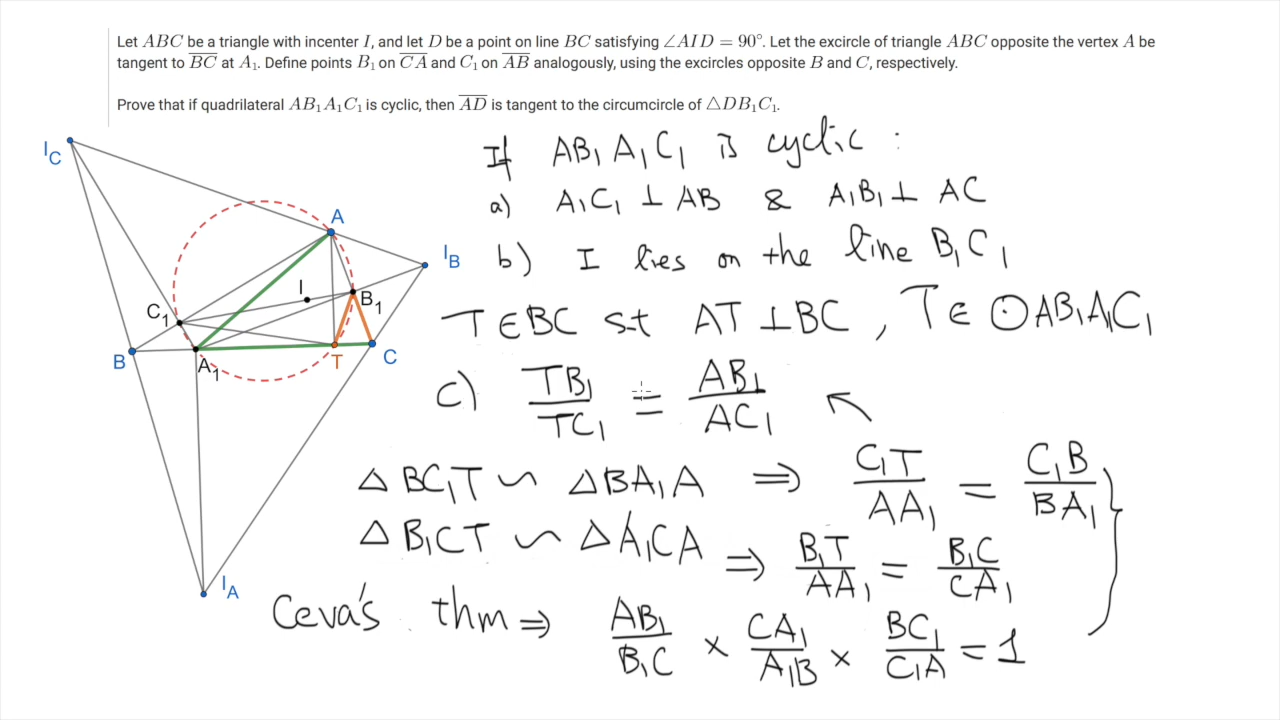 Let ABC be a triangle with incenter I, and let D be a point on line BC satisfying ∠AID = 90°. Let the excircle of triangle ABC opposite the vertex A be
tangent to BC at A₁. Define points B₁ on CA and C₁ on AB analogously, using the excircles opposite B and C, respectively.
Prove that if quadrilateral AB₁A₁C₁ is cyclic, then AD is tangent to the circumcircle of △DB₁C₁.
If AB₁A₁C₁ is cyclic :
a) A₁C₁ ⊥ AB & A₁B₁ ⊥ AC
b) I lies on the line B₁C₁
T∈BC st AT⊥BC, T∈ ⊙AB₁A₁C₁
c) TB₁/TC₁ = AB₁/AC₁ ↖
△BC₁T ∽ △BA₁A ⇒ C₁T/AA₁ = C₁B/BA₁ }
△B₁CT ∽ △A₁CA ⇒ B₁T/AA₁ = B₁C/CA₁
Ceva's thm ⇒ AB₁/B₁C × CA₁/A₁B × BC₁/C₁A = 1
I_C
A
I_B
I
B₁
C₁
B
A₁
T
C
I_A